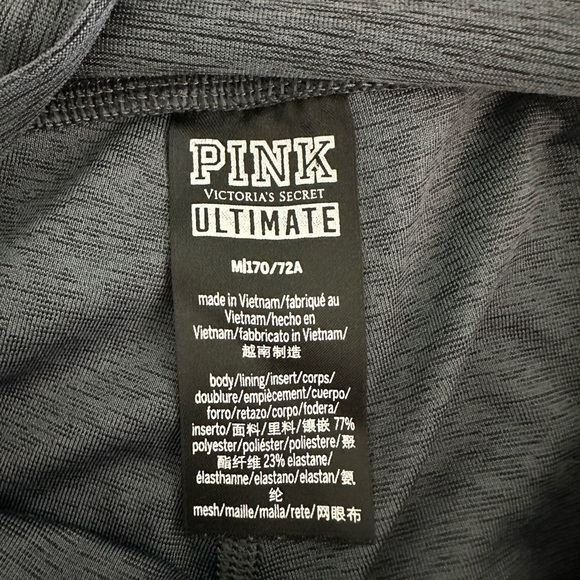 PINK
VICTORIA'S SECRET
ULTIMATE
M|170/72A
made in Vietnam/fabriqué au
Vietnam/hecho en
Vietnam/fabbricato in Vietnam/
越南制造
body/lining/insert/corps/
doublure/empiècement/cuerpo/
forro/retazo/corpo/fodera/
inserto/面料/里料/镶嵌 77%
polyester/poliéster/poliestere/聚
酯纤维 23% elastane/
élasthanne/elastano/elastan/氨
纶
mesh/maille/malla/rete/网眼布